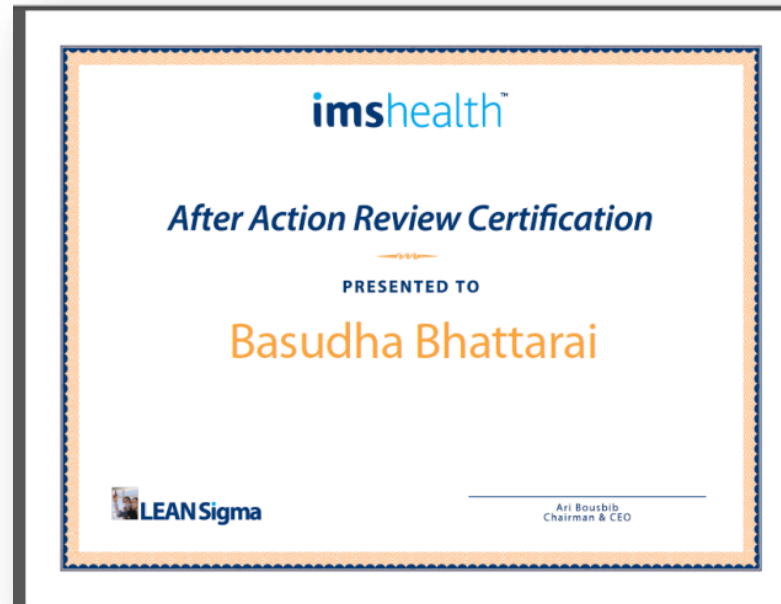 imshealth™
After Action Review Certification
PRESENTED TO
Basudha Bhattarai
LEAN Sigma
Ari Bousbib
Chairman & CEO